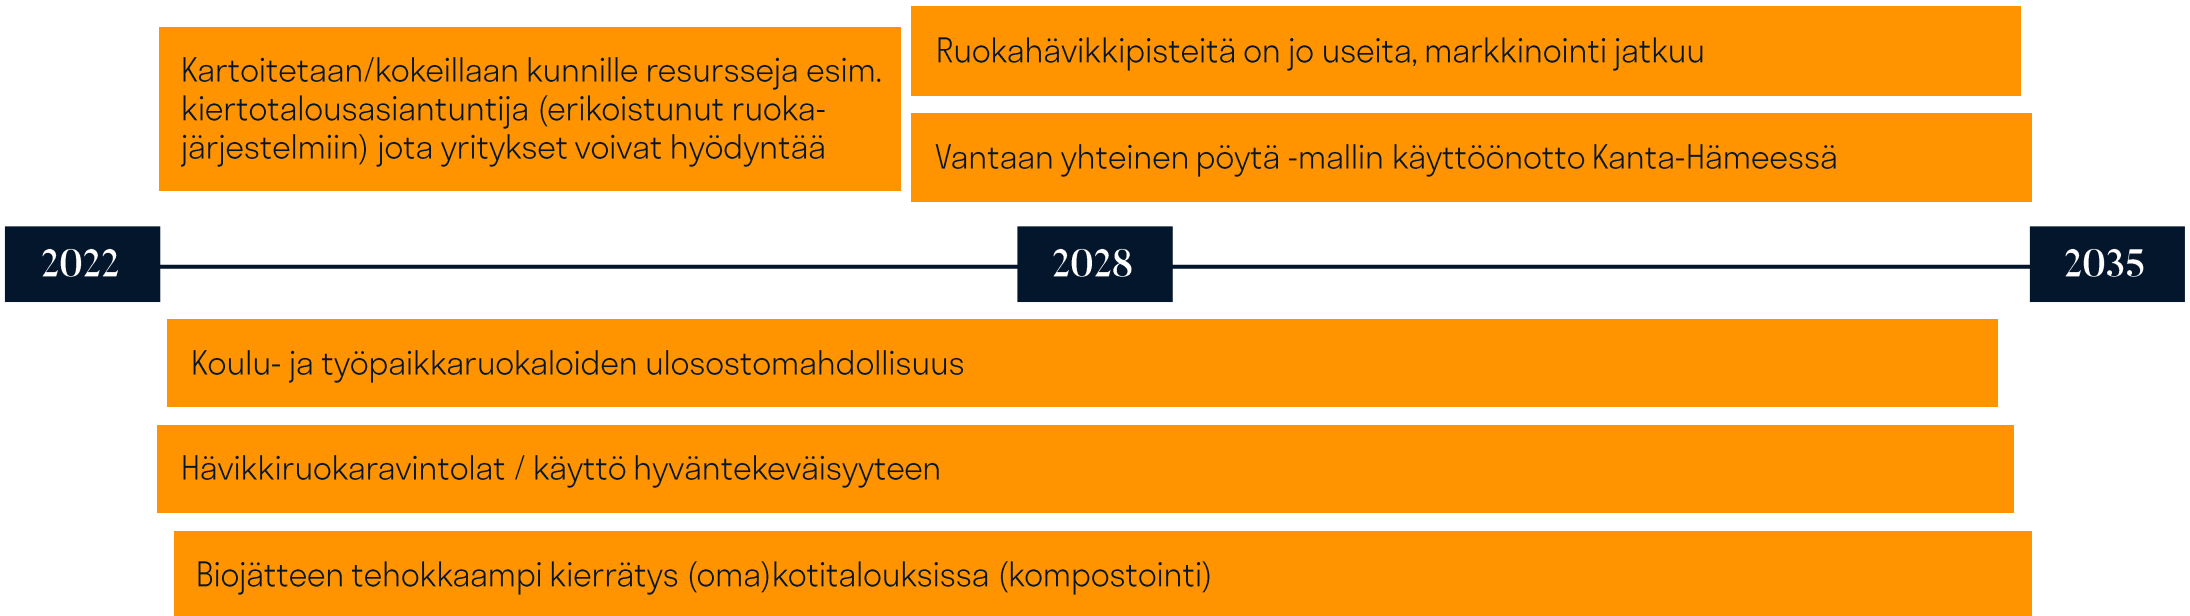 Kartoitetaan/kokeillaan kunnille resursseja esim.
kiertotalousasiantuntija (erikoistunut ruoka-
järjestelmiin) jota yritykset voivat hyödyntää
Ruokahävikkipisteitä on jo useita, markkinointi jatkuu
Vantaan yhteinen pöytä -mallin käyttöönotto Kanta-Hämeessä
2022
2028
2035
Koulu- ja työpaikkaruokaloiden ulosostomahdollisuus
Hävikkiruokaravintolat / käyttö hyväntekeväisyyteen
Biojätteen tehokkaampi kierrätys (oma)kotitalouksissa (kompostointi)